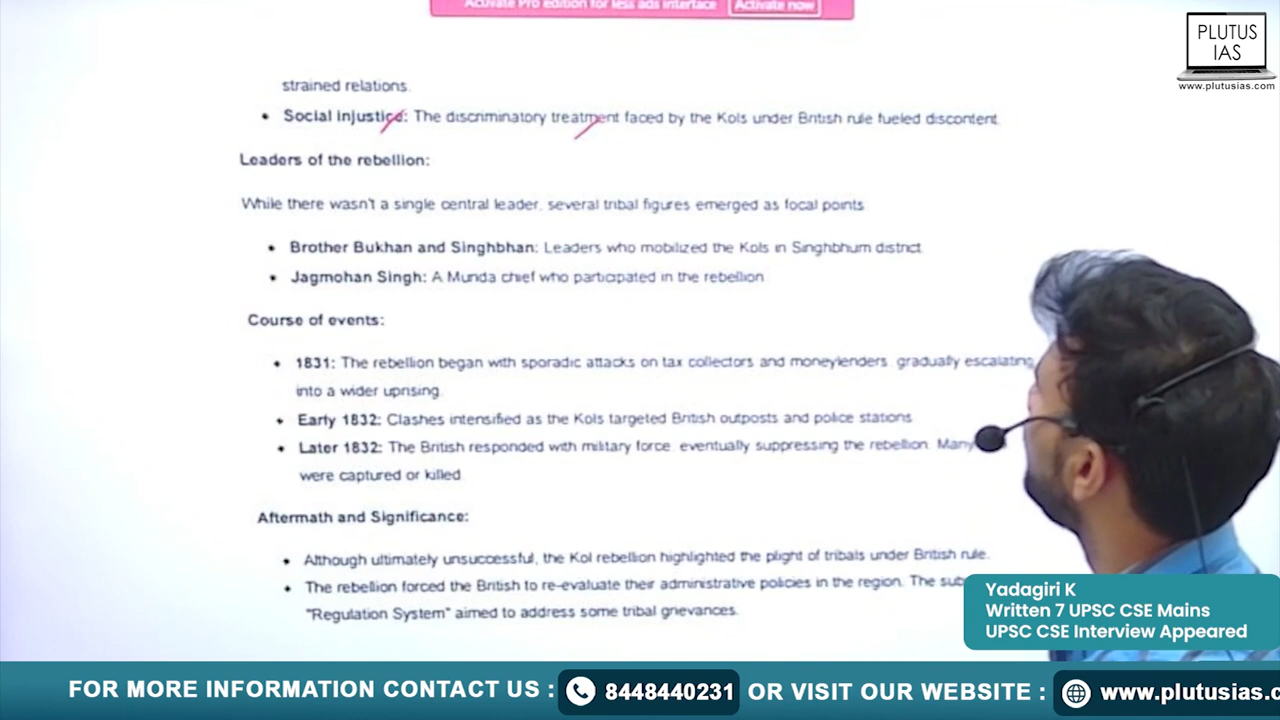 Activate Pro edition for less ads interface Activate now
PLUTUS
IAS
www.plutusias.com
strained relations.
• Social injustice: The discriminatory treatment faced by the Kols under British rule fueled discontent.
Leaders of the rebellion:
While there wasn't a single central leader, several tribal figures emerged as focal points
• Brother Bukhan and Singhbhan: Leaders who mobilized the Kols in Singhbhum district
• Jagmohan Singh: A Munda chief who participated in the rebellion
Course of events:
• 1831: The rebellion began with sporadic attacks on tax collectors and moneylenders, gradually escalating
into a wider uprising.
• Early 1832: Clashes intensified as the Kols targeted British outposts and police stations
• Later 1832: The British responded with military force, eventually suppressing the rebellion. Many
were captured or killed
Aftermath and Significance:
• Although ultimately unsuccessful, the Kol rebellion highlighted the plight of tribals under British rule.
• The rebellion forced the British to re-evaluate their administrative policies in the region. The
"Regulation System" aimed to address some tribal grievances.
Yadagiri K
Written 7 UPSC CSE Mains
UPSC CSE Interview Appeared
FOR MORE INFORMATION CONTACT US : 8448440231 OR VISIT OUR WEBSITE : www.plutusias.c